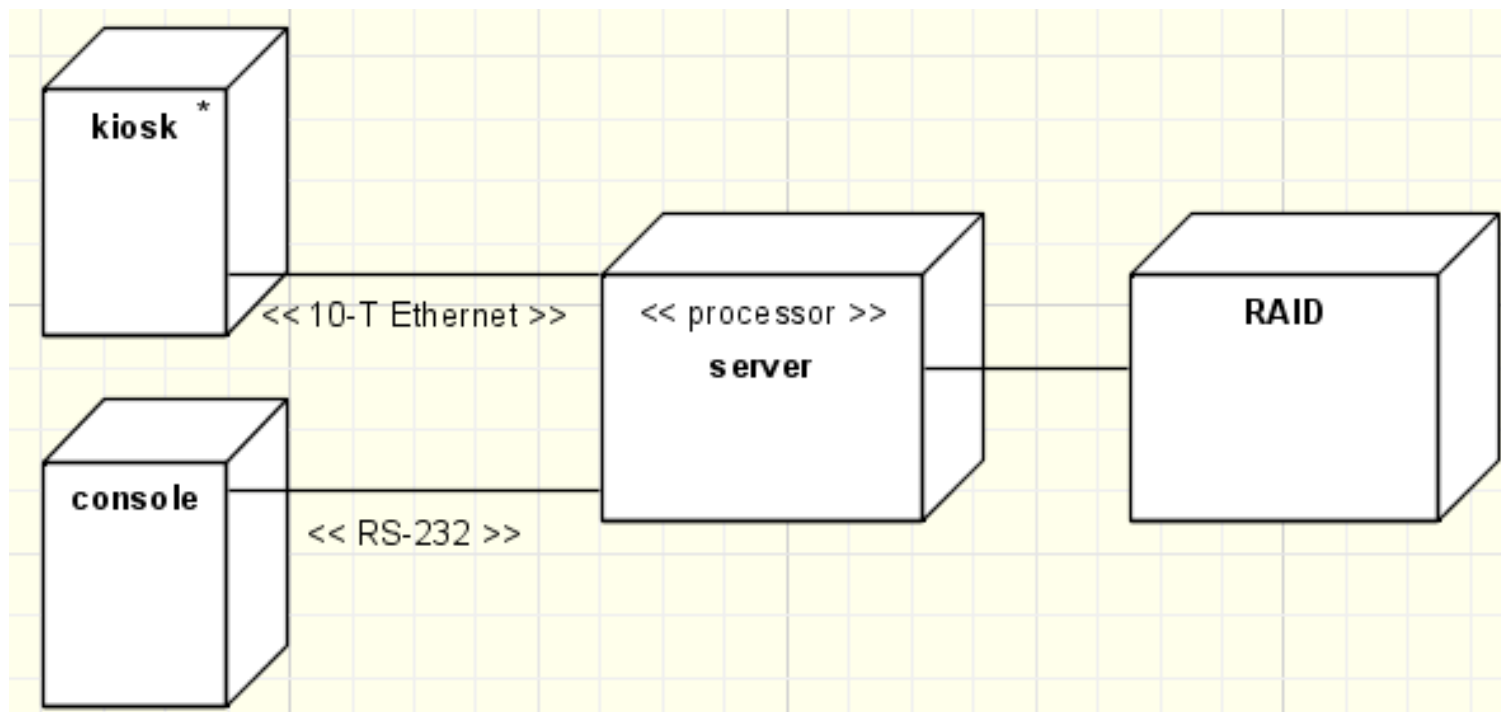 kiosk *
<< 10-T Ethernet >>
<< processor >>
server
RAID
console
<< RS-232 >>